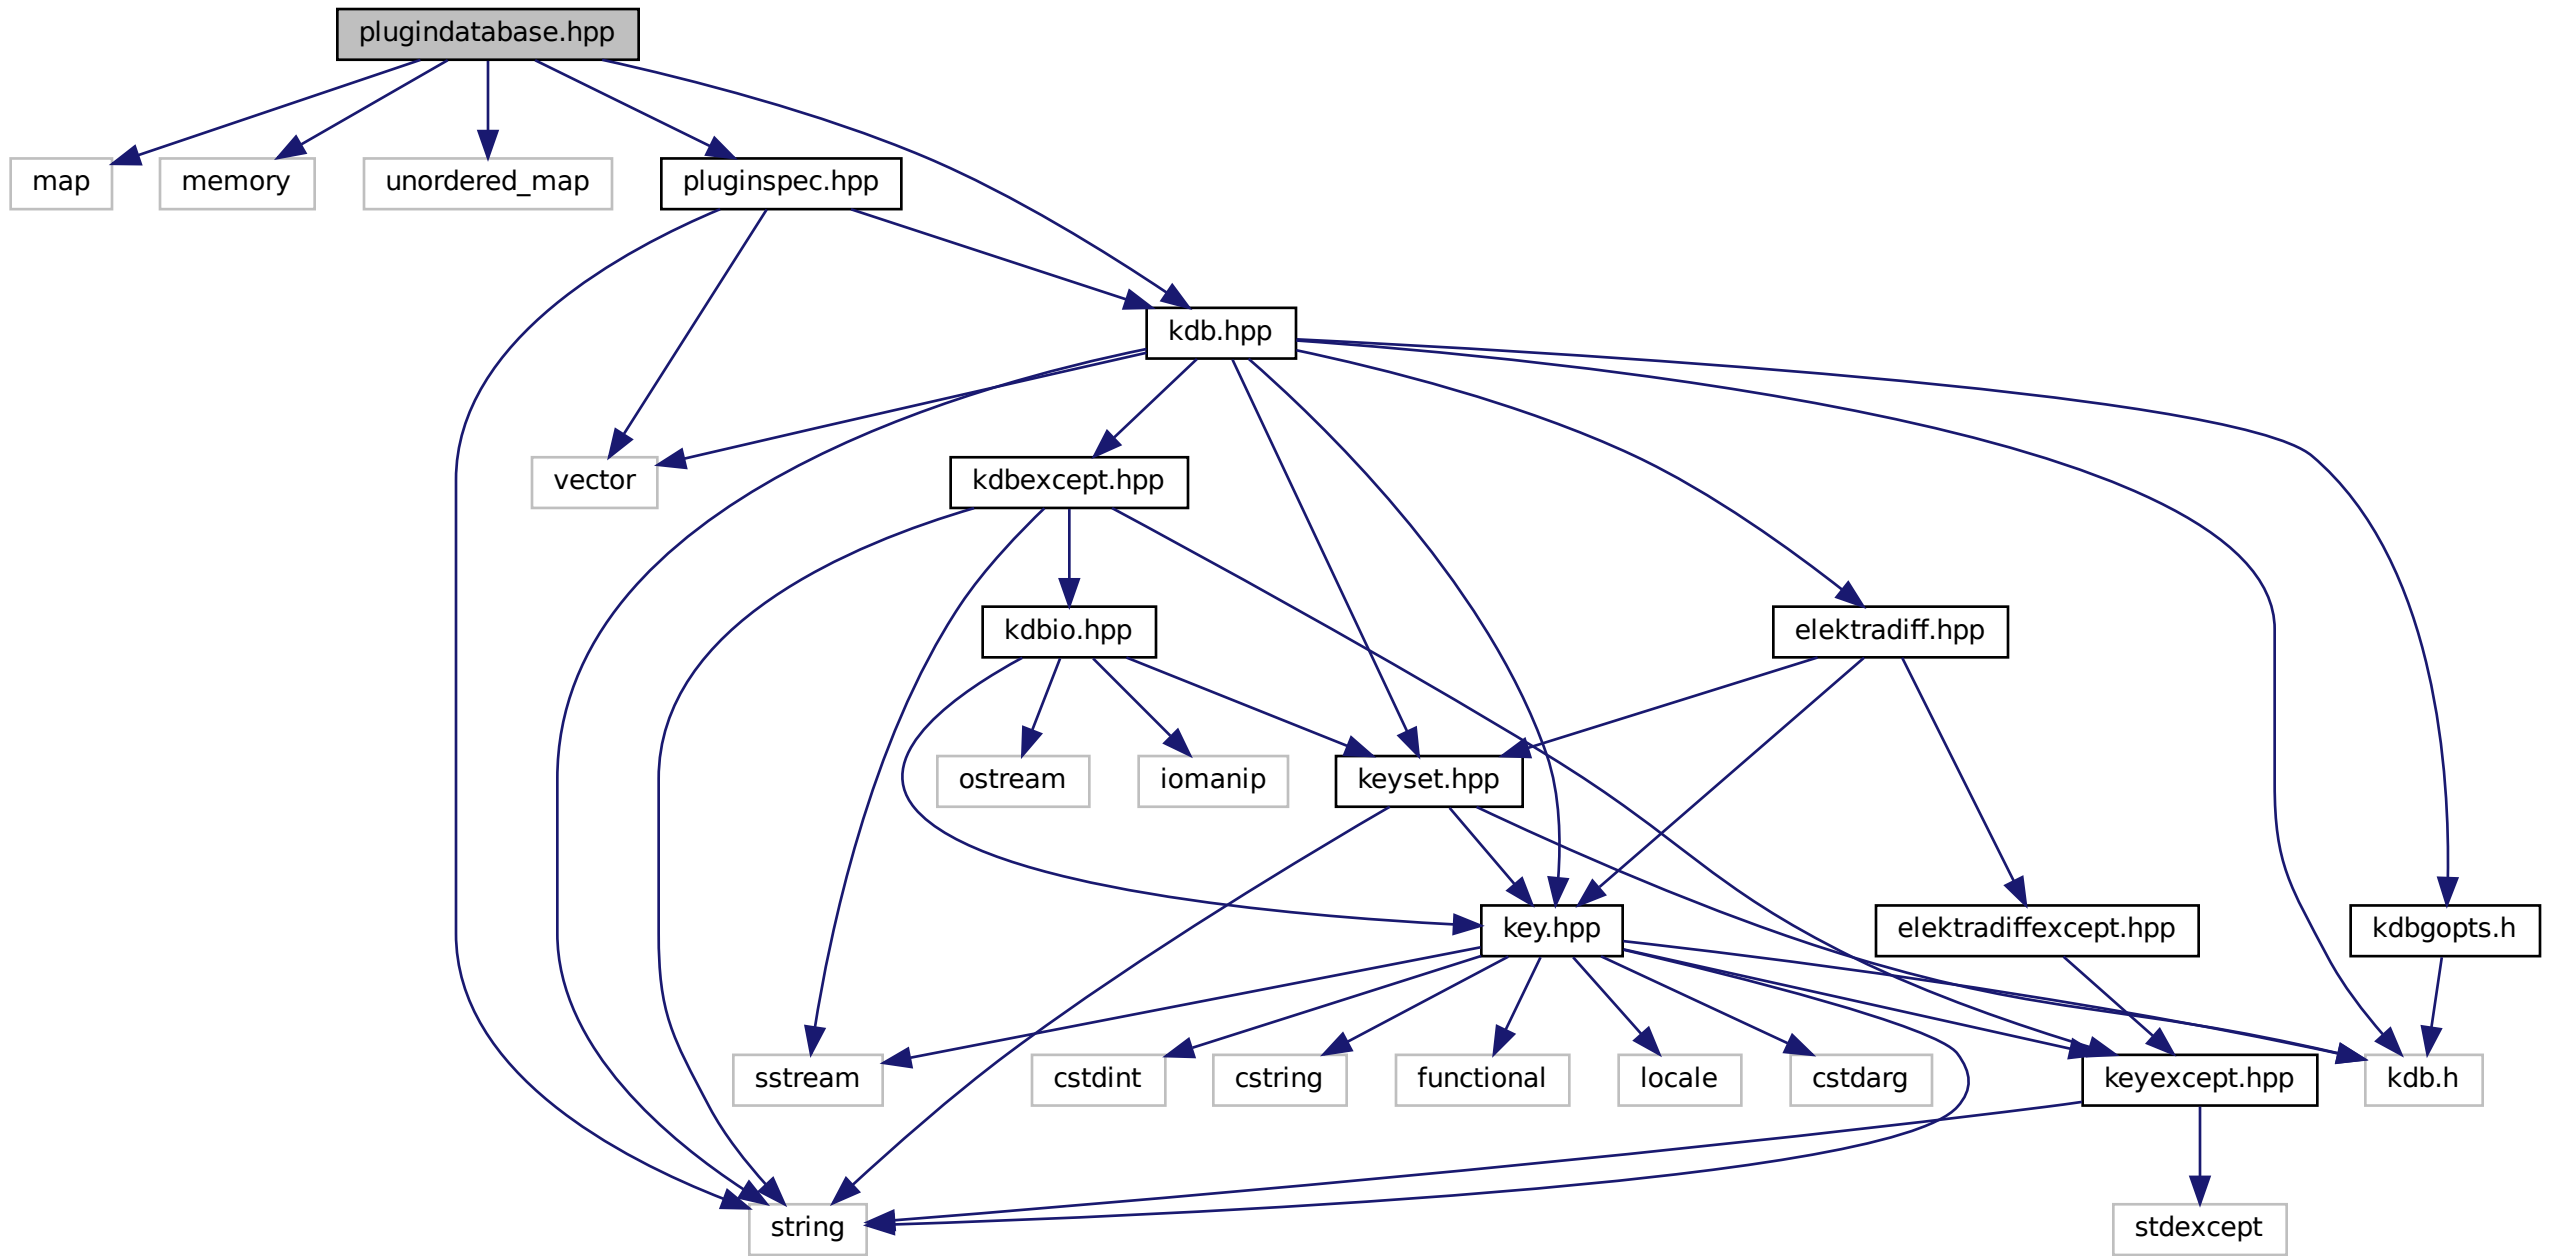 plugindatabase.hpp
map
memory
unordered_map
pluginspec.hpp
kdb.hpp
vector
kdbexcept.hpp
kdbio.hpp
elektradiff.hpp
ostream
iomanip
keyset.hpp
key.hpp
elektradiffexcept.hpp
kdbgopts.h
sstream
cstdint
cstring
functional
locale
cstdarg
keyexcept.hpp
kdb.h
string
stdexcept